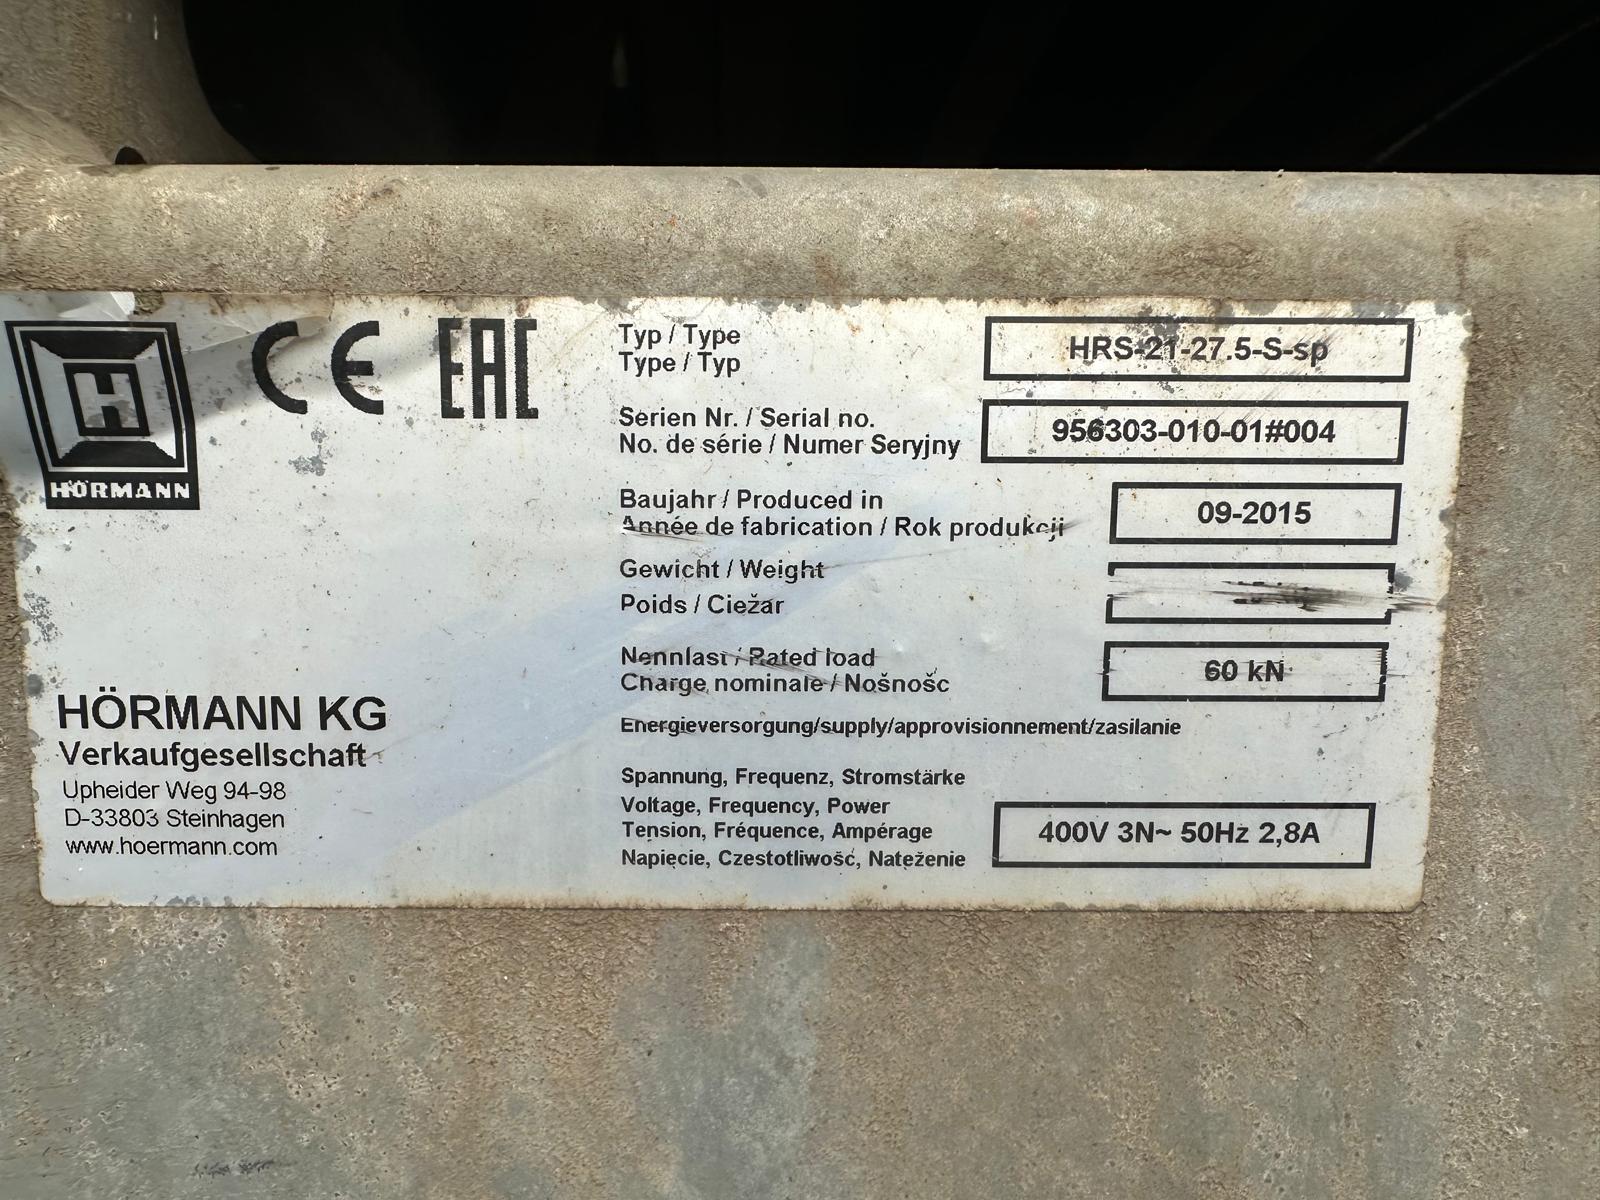 HÖRMANN
CE EAC
Typ / Type
Type / Typ
HRS-21-27.5-S-sp
Serien Nr. / Serial no.
No. de série / Numer Seryjny
956303-010-01#004
Baujahr / Produced in
Année de fabrication / Rok produkcji
09-2015
Gewicht / Weight
Poids / Ciežar
Nennlast / Rated load
Charge nominale / Nošnośc
60 kN
Energieversorgung/supply/approvisionnement/zasilanie
Spannung, Frequenz, Stromstärke
Voltage, Frequency, Power
Tension, Fréquence, Ampérage
Napiecie, Czestotliwość, Nateżenie
400V 3N~ 50Hz 2,8A
HÖRMANN KG
Verkaufgesellschaft
Upheider Weg 94-98
D-33803 Steinhagen
www.hoermann.com